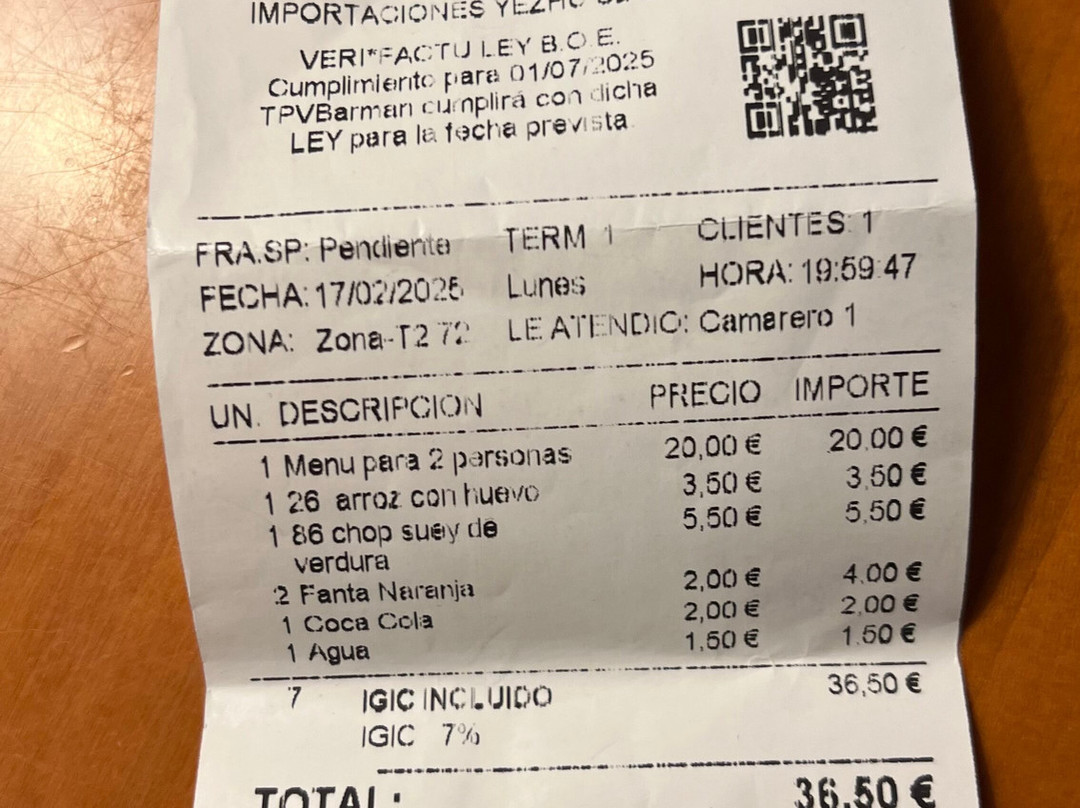 IMPORTACIONES YEZHU
VERI*FACTU LEY B.O.E.
Cumplimiento para 01/07/2025
TPVBarman cumplirá con dicha
LEY para la fecha prevista.
FRA.SP: Pendiente TERM 1 CLIENTES: 1
FECHA: 17/02/2025 Lunes HORA: 19:59:47
ZONA: Zona-T2 72 LE ATENDIO: Camarero 1
UN. DESCRIPCION PRECIO IMPORTE
1 Menu para 2 personas 20,00 € 20,00 €
1 26 arroz con huevo 3,50 € 3,50 €
1 86 chop suey de 5,50 € 5,50 €
verdura
2 Fanta Naranja 2,00 € 4,00 €
1 Coca Cola 2,00 € 2,00 €
1 Agua 1,50 € 1,50 €
7 IGIC INCLUIDO 36,50 €
IGIC 7%
TOTAL: 36,50 €